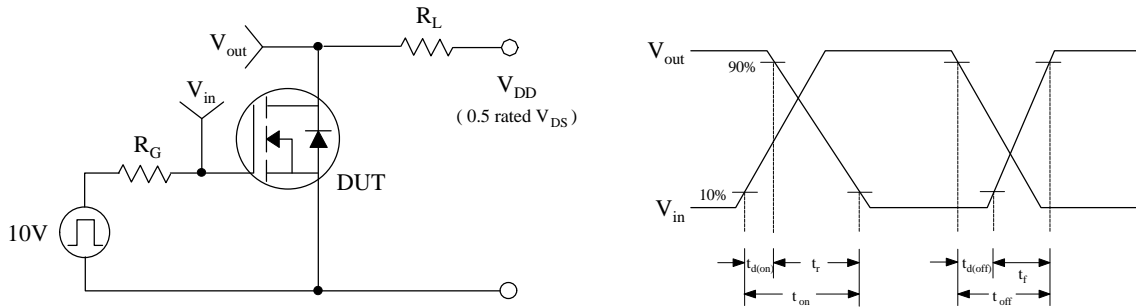 R_L
V_out
V_DD
( 0.5 rated V_DS )
V_in
R_G
DUT
10V
V_out
90%
10%
V_in
t_d(on)
t_r
t_on
t_d(off)
t_f
t_off